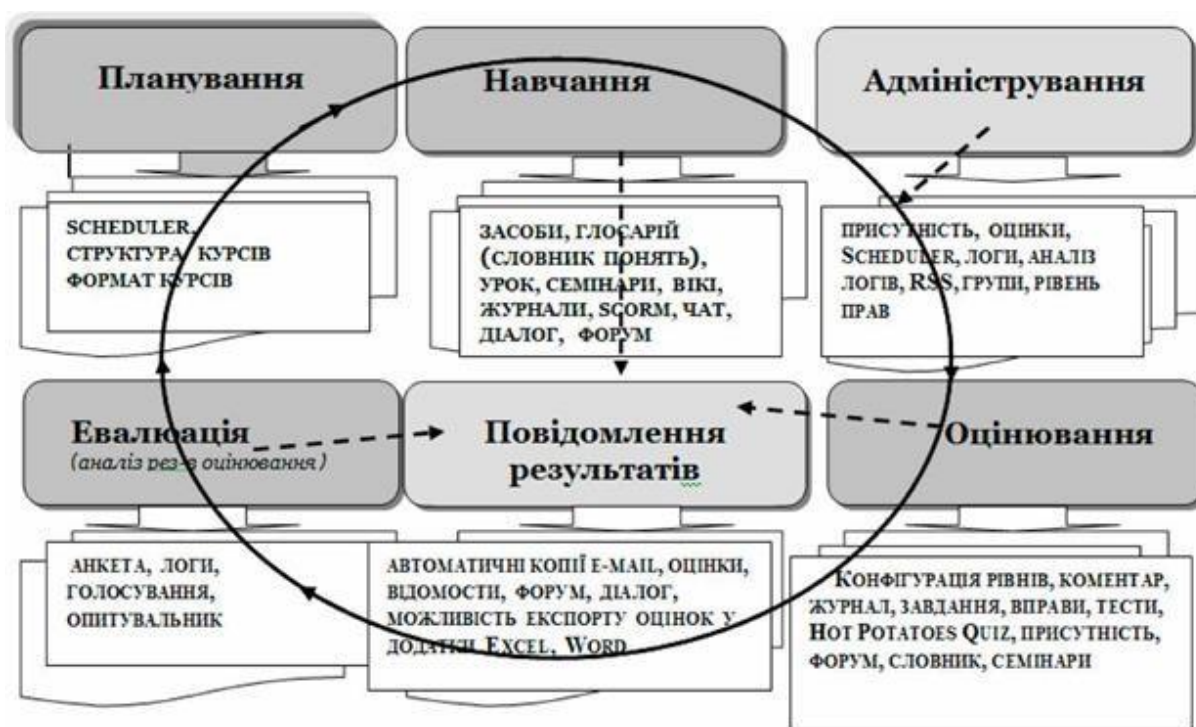 Планування
Навчання
Адміністрування
SCHEDULER,
СТРУКТУРА КУРСІВ
ФОРМАТ КУРСІВ
ЗАСОБИ, ГЛОСАРІЙ
(СЛОВНИК ПОНЯТЬ),
УРОК, СЕМІНАРИ, ВІКІ,
ЖУРНАЛИ, SCORM, ЧАТ,
ДІАЛОГ, ФОРУМ
ПРИСУТНІСТЬ, ОЦІНКИ,
SCHEDULER, ЛОГИ, АНАЛІЗ
ЛОГІВ, RSS, ГРУПИ, РІВЕНЬ
ПРАВ
Евалюація
(аналіз рез-в оцінювання)
Повідомлення
результатів
Оцінювання
АНКЕТА, ЛОГИ,
ГОЛОСУВАННЯ,
ОПИТУВАЛЬНИК
АВТОМАТИЧНІ КОПІЇ E-MAIL, ОЦІНКИ,
ВІДОМОСТИ, ФОРУМ, ДІАЛОГ,
МОЖЛИВІСТЬ ЕКСПОРТУ ОЦІНОК У
ДОДАТКИ EXCEL, WORD
КОНФІГУРАЦІЯ РІВНІВ, КОМЕНТАР,
ЖУРНАЛ, ЗАВДАННЯ, ВПРАВИ, ТЕСТИ,
HOT POTATOES QUIZ, ПРИСУТНІСТЬ,
ФОРУМ, СЛОВНИК, СЕМІНАРИ